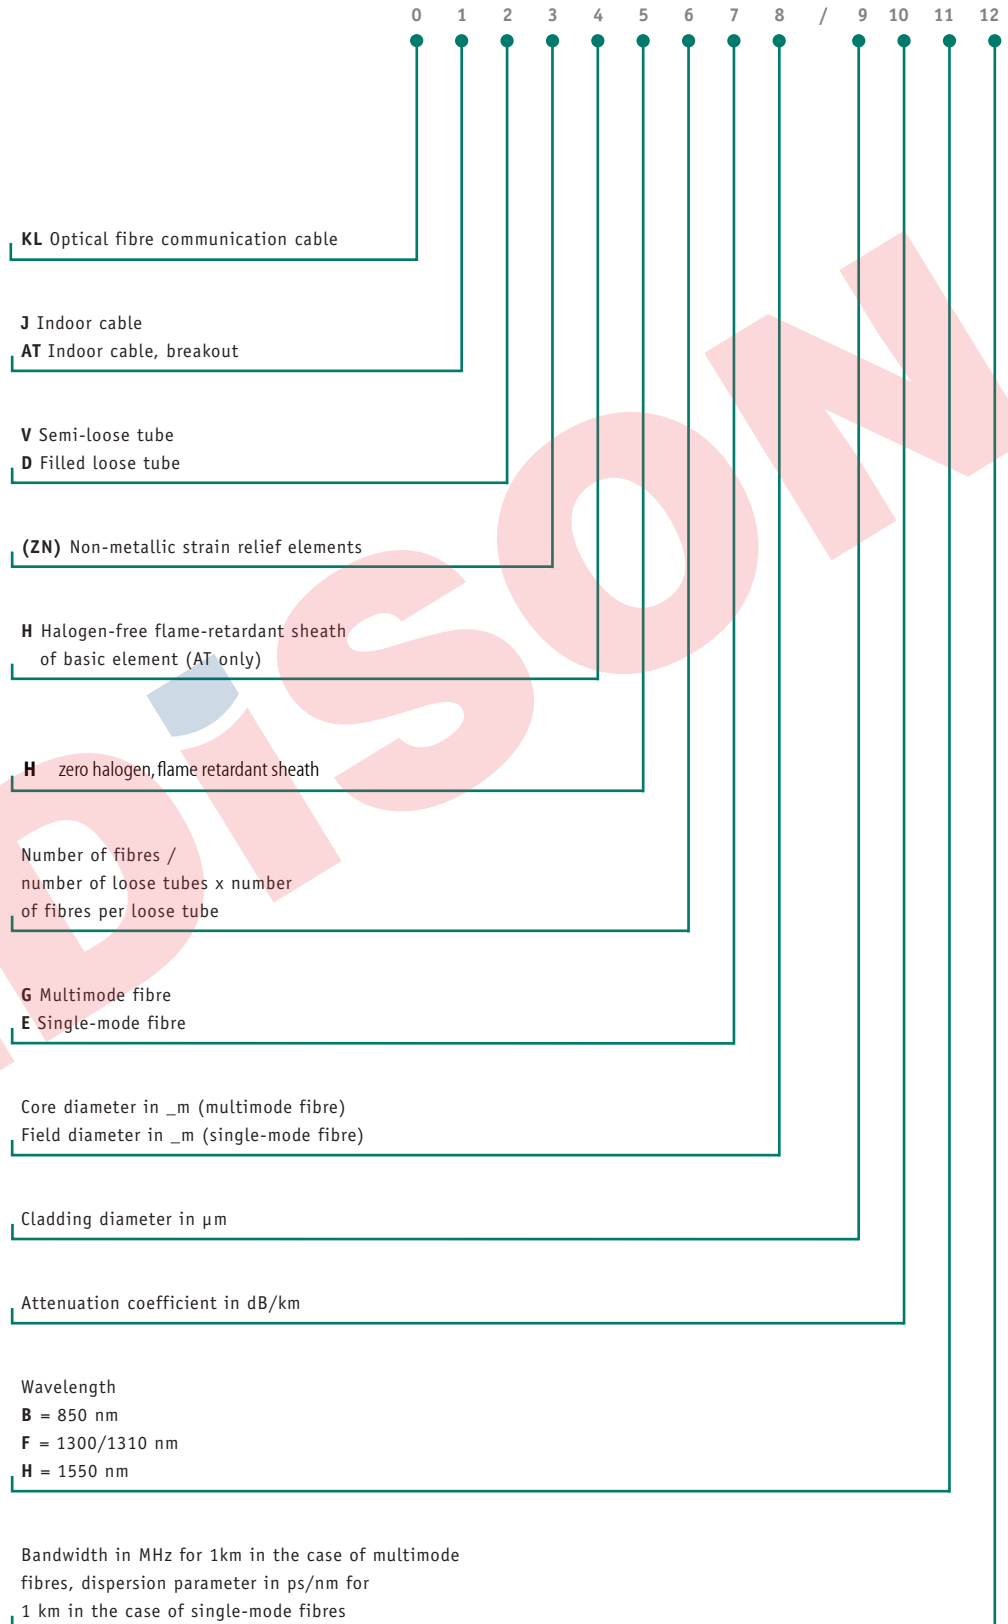 0 1 2 3 4 5 6 7 8 / 9 10 11 12
KL Optical fibre communication cable
J Indoor cable
AT Indoor cable, breakout
V Semi-loose tube
D Filled loose tube
(ZN) Non-metallic strain relief elements
H Halogen-free flame-retardant sheath
of basic element (AT only)
H zero halogen, flame retardant sheath
Number of fibres /
number of loose tubes x number
of fibres per loose tube
G Multimode fibre
E Single-mode fibre
Core diameter in _m (multimode fibre)
Field diameter in _m (single-mode fibre)
Cladding diameter in µm
Attenuation coefficient in dB/km
Wavelength
B = 850 nm
F = 1300/1310 nm
H = 1550 nm
Bandwidth in MHz for 1km in the case of multimode
fibres, dispersion parameter in ps/nm for
1 km in the case of single-mode fibres
DiSON